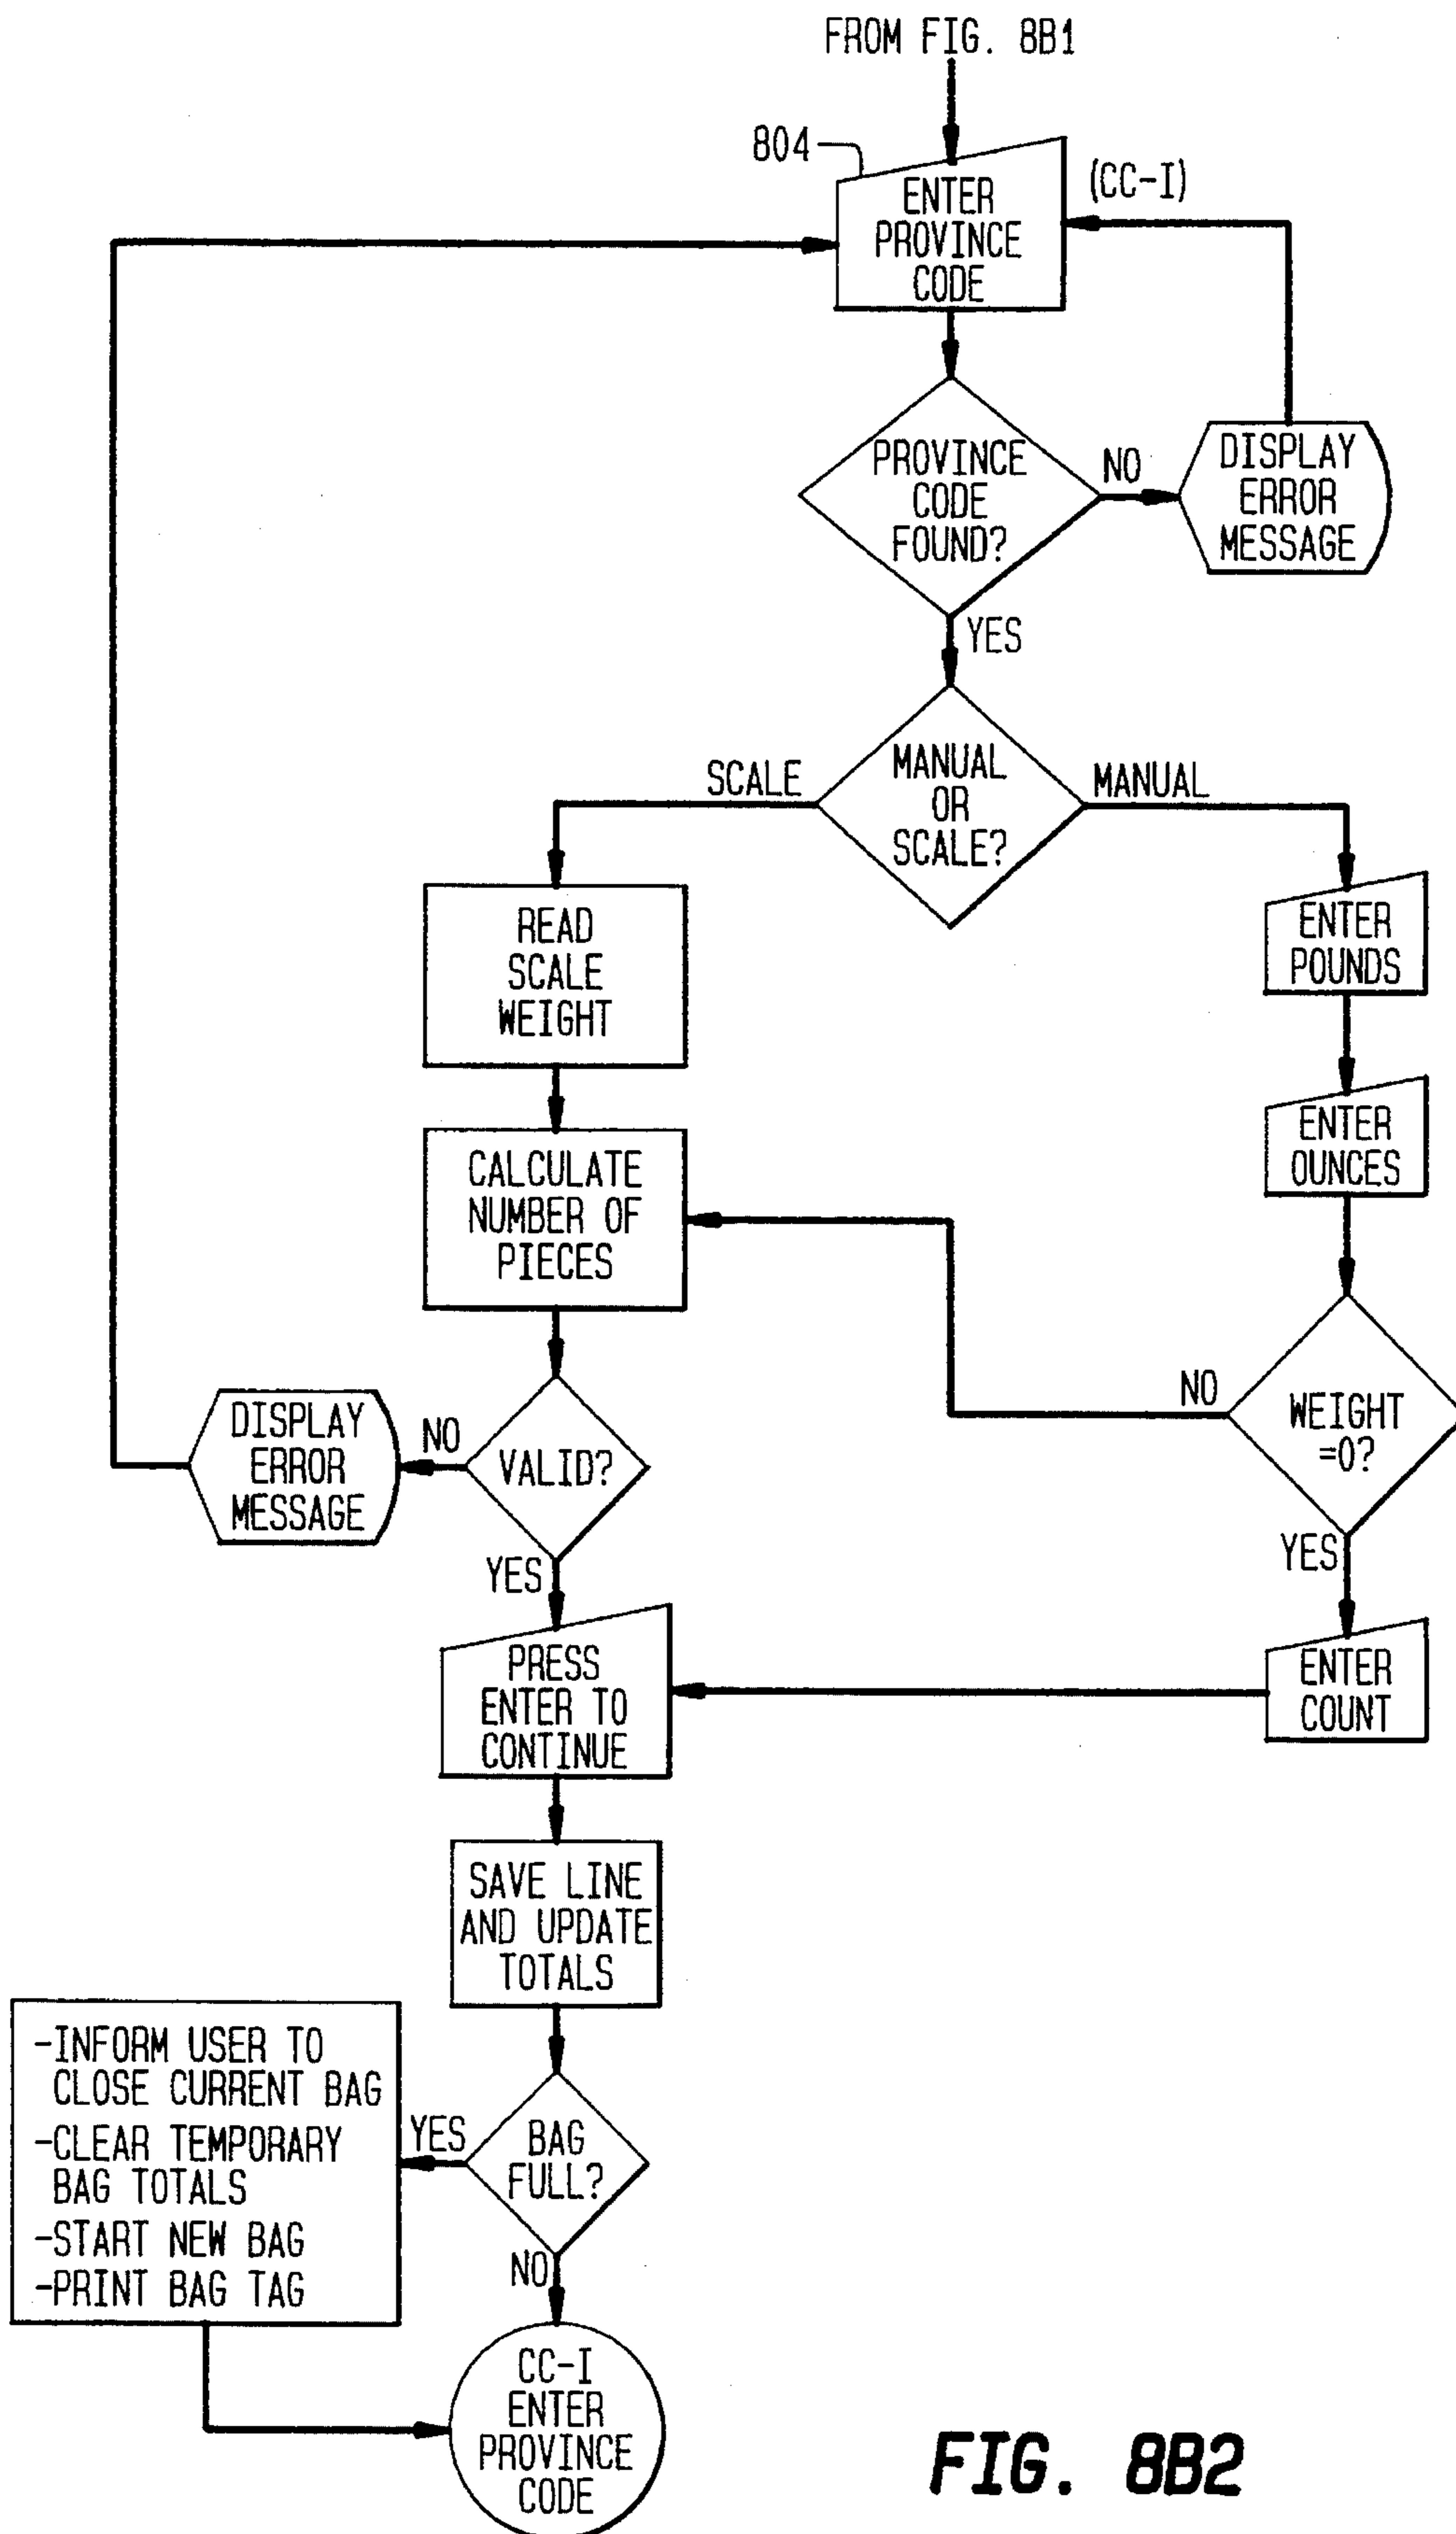 FROM FIG. 8B1
804
(CC-I)
ENTER
PROVINCE
CODE
PROVINCE
CODE
FOUND?
NO
DISPLAY
ERROR
MESSAGE
YES
SCALE
MANUAL
OR
SCALE?
MANUAL
READ
SCALE
WEIGHT
ENTER
POUNDS
CALCULATE
NUMBER OF
PIECES
ENTER
OUNCES
DISPLAY
ERROR
MESSAGE
NO
VALID?
NO
WEIGHT
=0?
YES
YES
PRESS
ENTER TO
CONTINUE
ENTER
COUNT
SAVE LINE
AND UPDATE
TOTALS
-INFORM USER TO
CLOSE CURRENT BAG
-CLEAR TEMPORARY
BAG TOTALS
-START NEW BAG
-PRINT BAG TAG
YES
BAG
FULL?
NO
CC-I
ENTER
PROVINCE
CODE
FIG. 8B2